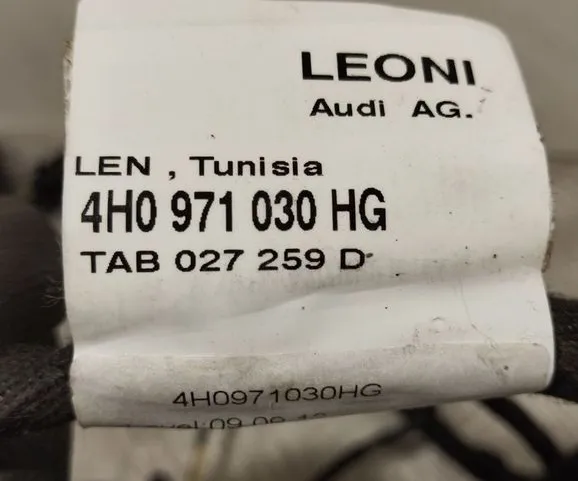 LEONI
Audi AG.
LEN , Tunisia
4H0 971 030 HG
TAB 027 259 D
4H0971030HG